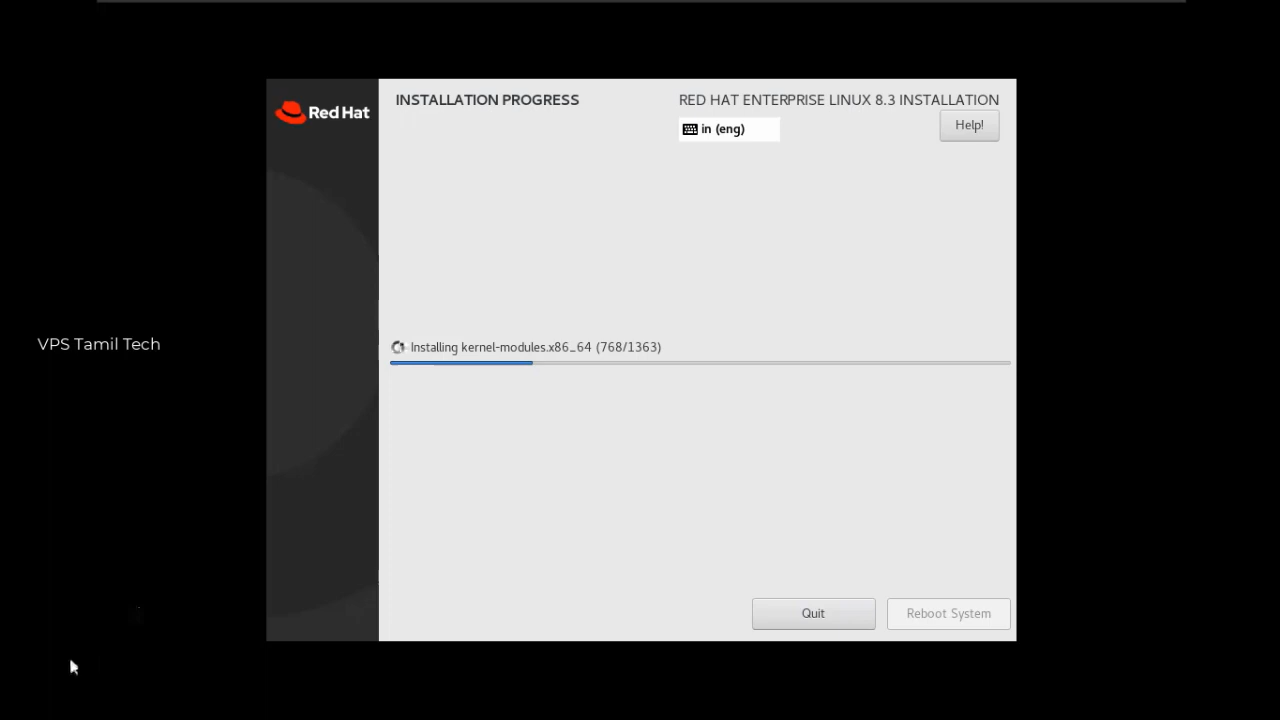 INSTALLATION PROGRESS
RED HAT ENTERPRISE LINUX 8.3 INSTALLATION
Red Hat
in (eng)
Help!
VPS Tamil Tech
Installing kernel-modules.x86_64 (768/1363)
Quit
Reboot System